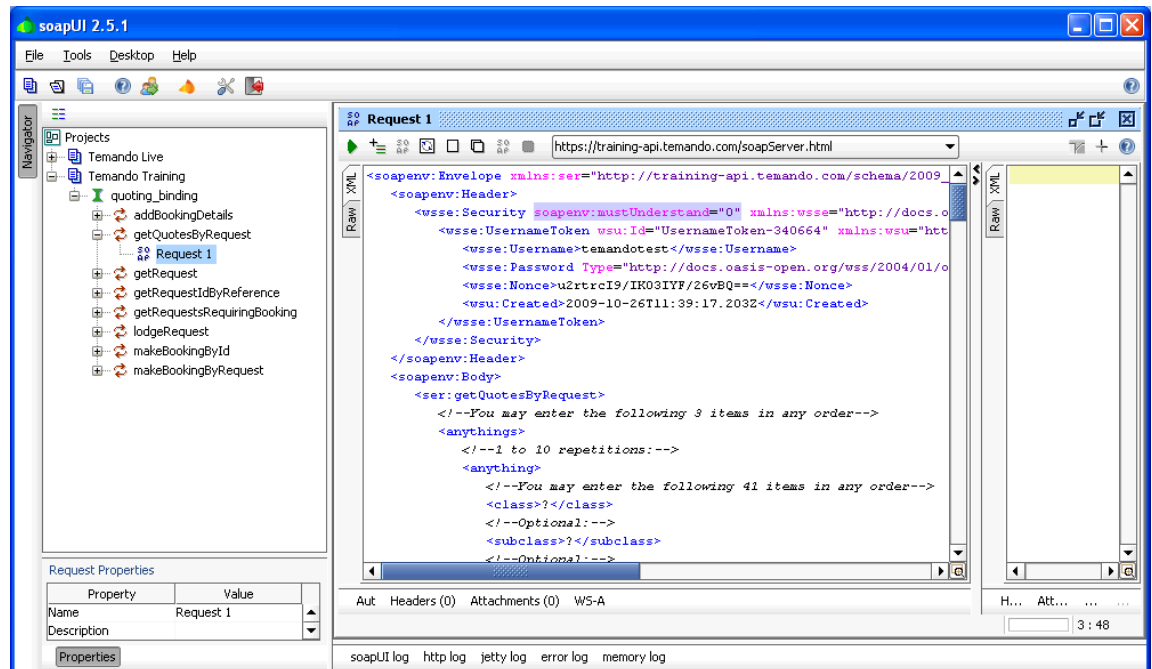 soapUI 2.5.1
File Tools Desktop Help
Navigator
Projects
Temando Live
Temando Training
quoting_binding
addBookingDetails
getQuotesByRequest
SO AP Request 1
getRequest
getRequestIdByReference
getRequestsRequiringBooking
lodgeRequest
makeBookingById
makeBookingByRequest
Request Properties
Property Value
Name Request 1
Description
Properties
SO AP Request 1
https://training-api.temando.com/soapServer.html
XML
Raw
<soapenv:Envelope xmlns:ser="http://training-api.temando.com/schema/2009_
<soapenv:Header>
<wsse:Security soapenv:mustUnderstand="0" xmlns:wsse="http://docs.o
<wsse:UsernameToken wsu:Id="UsernameToken-340664" xmlns:wsu="htt
<wsse:Username>temandotest</wsse:Username>
<wsse:Password Type="http://docs.oasis-open.org/wss/2004/01/o
<wsse:Nonce>u2rtrcI9/IKO3IYF/26vBQ==</wsse:Nonce>
<wsu:Created>2009-10-26T11:39:17.203Z</wsu:Created>
</wsse:UsernameToken>
</wsse:Security>
</soapenv:Header>
<soapenv:Body>
<ser:getQuotesByRequest>
<!--You may enter the following 3 items in any order-->
<anythings>
<!--1 to 10 repetitions:-->
<anything>
<!--You may enter the following 41 items in any order-->
<class>?</class>
<!--Optional:-->
<subclass>?</subclass>
<!--Optional:-->
XML
Raw
Aut Headers (0) Attachments (0) WS-A
H... Att... ... ...
3 : 48
soapUI log http log jetty log error log memory log